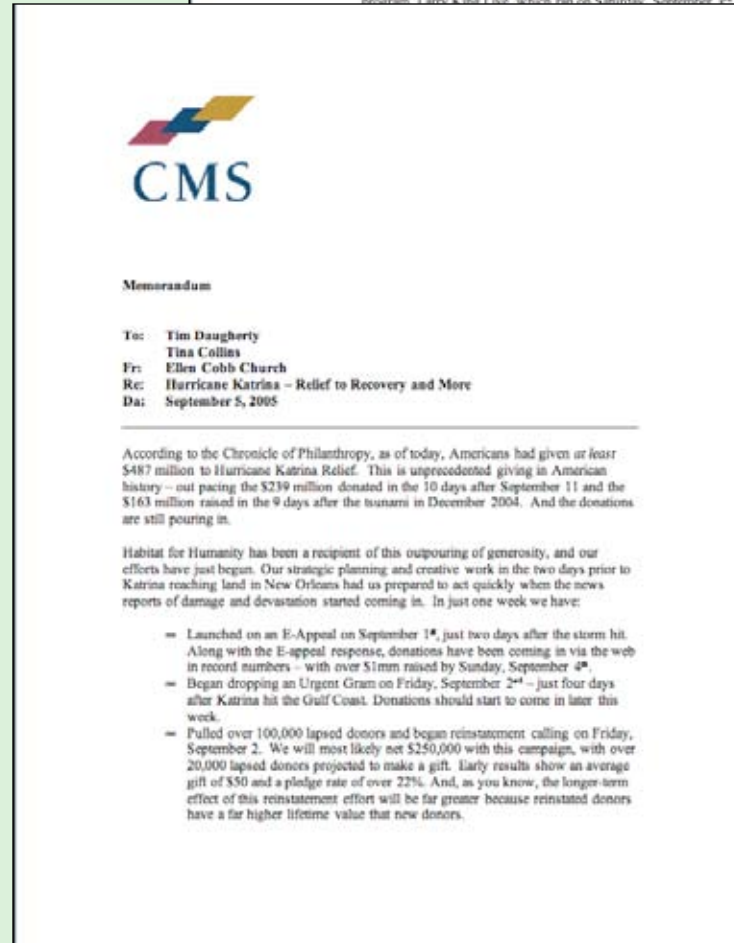 program, Larry King Live, which ran on Saturday, September 3rd
CMS
Memorandum
To: Tim Daugherty
Tina Collins
Fr: Ellen Cobb Church
Re: Hurricane Katrina – Relief to Recovery and More
Da: September 5, 2005
According to the Chronicle of Philanthropy, as of today, Americans had given at least
$487 million to Hurricane Katrina Relief. This is unprecedented giving in American
history – out pacing the $239 million donated in the 10 days after September 11 and the
$163 million raised in the 9 days after the tsunami in December 2004. And the donations
are still pouring in.
Habitat for Humanity has been a recipient of this outpouring of generosity, and our
efforts have just begun. Our strategic planning and creative work in the two days prior to
Katrina reaching land in New Orleans had us prepared to act quickly when the news
reports of damage and devastation started coming in. In just one week we have:
– Launched on an E-Appeal on September 1st, just two days after the storm hit.
Along with the E-appeal response, donations have been coming in via the web
in record numbers – with over $1mm raised by Sunday, September 4th.
– Began dropping an Urgent Gram on Friday, September 2nd – just four days
after Katrina hit the Gulf Coast. Donations should start to come in later this
week.
– Pulled over 100,000 lapsed donors and began reinstatement calling on Friday,
September 2. We will most likely net $250,000 with this campaign, with over
20,000 lapsed donors projected to make a gift. Early results show an average
gift of $50 and a pledge rate of over 22%. And, as you know, the longer-term
effect of this reinstatement effort will be far greater because reinstated donors
have a far higher lifetime value that new donors.